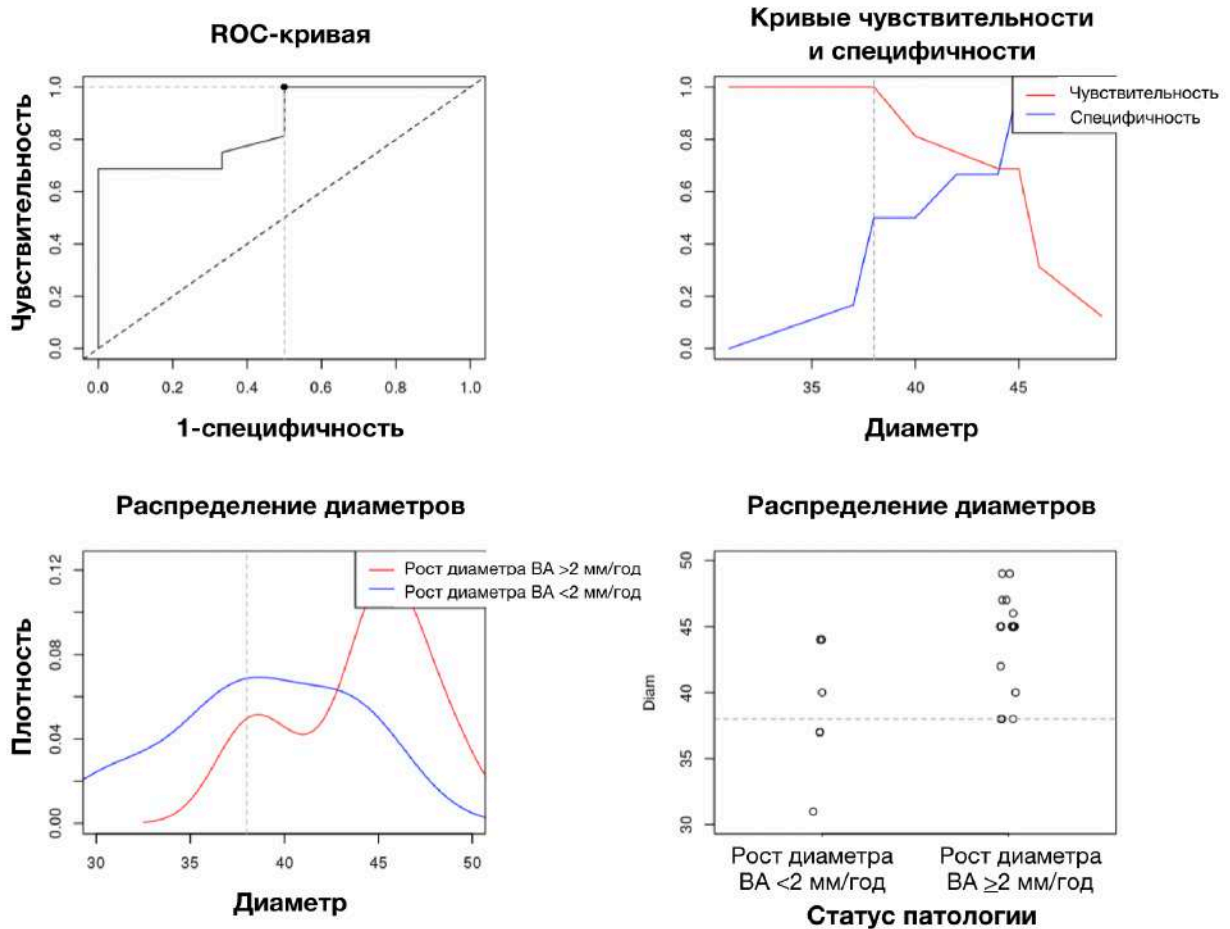 ROC-кривая
Чувствительность
1.0
0.8
0.6
0.4
0.2
0.0
0.0 0.2 0.4 0.6 0.8 1.0
1-специфичность
Кривые чувствительности
и специфичности
Чувствительность
Специфичность
1.0
0.8
0.6
0.4
0.2
0.0
35 40 45
Диаметр
Распределение диаметров
Плотность
0.12
0.08
0.04
0.00
Рост диаметра ВА >2 мм/год
Рост диаметра ВА <2 мм/год
30 35 40 45 50
Диаметр
Распределение диаметров
Diam
50
45
40
35
30
Рост диаметра Рост диаметра
ВА <2 мм/год ВА ≥2 мм/год
Статус патологии